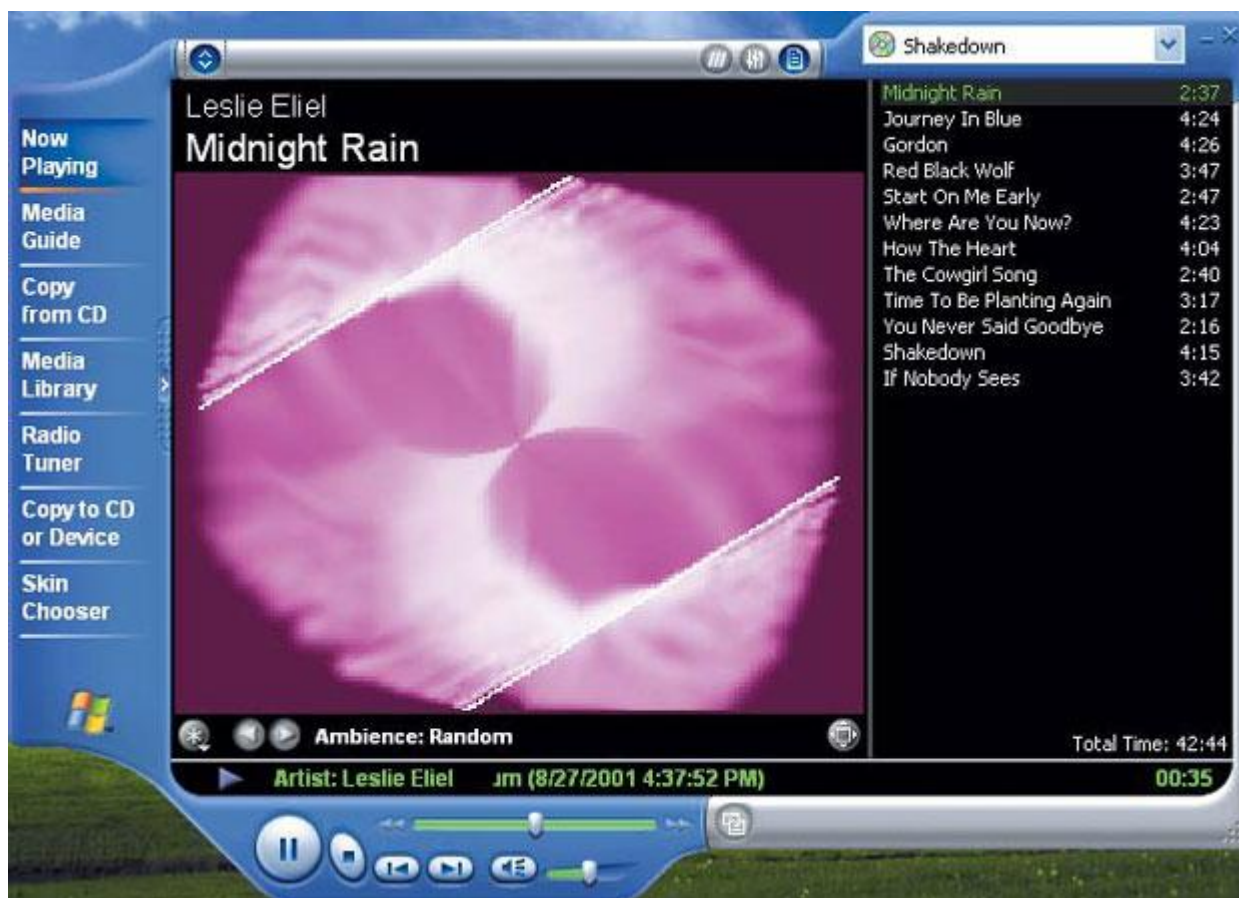 Shakedown
Leslie Eliel
Midnight Rain
Now
Playing
Media
Guide
Copy
from CD
Media
Library
Radio
Tuner
Copy to CD
or Device
Skin
Chooser
Midnight Rain 2:37
Journey In Blue 4:24
Gordon 4:26
Red Black Wolf 3:47
Start On Me Early 2:47
Where Are You Now? 4:23
How The Heart 4:04
The Cowgirl Song 2:40
Time To Be Planting Again 3:17
You Never Said Goodbye 2:16
Shakedown 4:15
If Nobody Sees 3:42
Total Time: 42:44
Ambience: Random
Artist: Leslie Eliel (8/27/2001 4:37:52 PM) 00:35